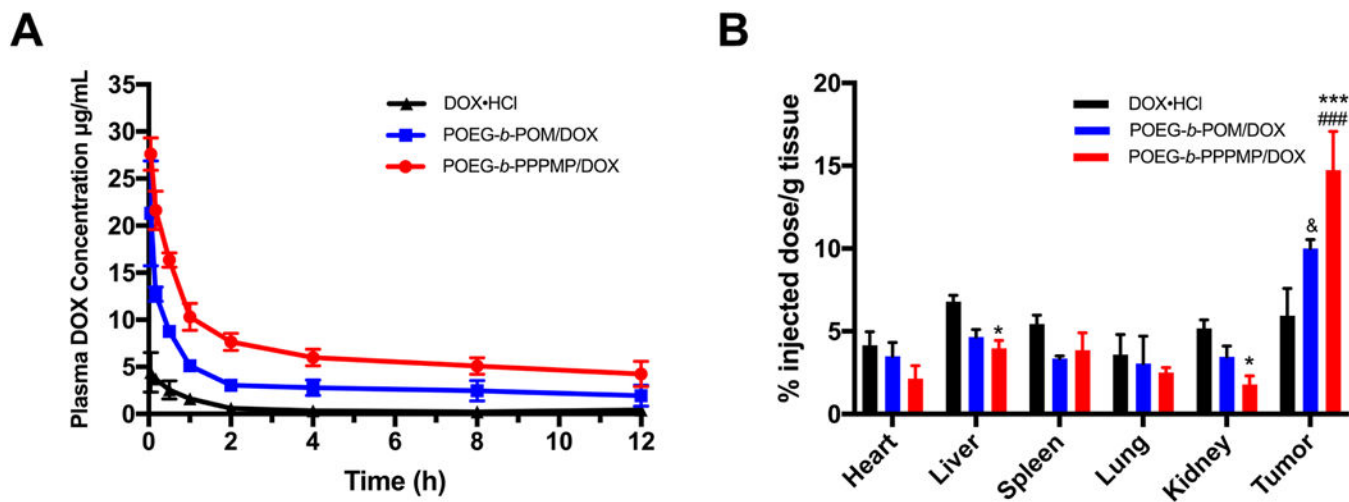 A
Plasma DOX Concentration µg/mL
35
30
25
20
15
10
5
0
0
2
4
6
8
10
12
Time (h)
DOX•HCl
POEG-b-POM/DOX
POEG-b-PPPMP/DOX
B
% injected dose/g tissue
20
15
10
5
0
DOX•HCl
POEG-b-POM/DOX
POEG-b-PPPMP/DOX
*
*
&
***
###
Heart
Liver
Spleen
Lung
Kidney
Tumor